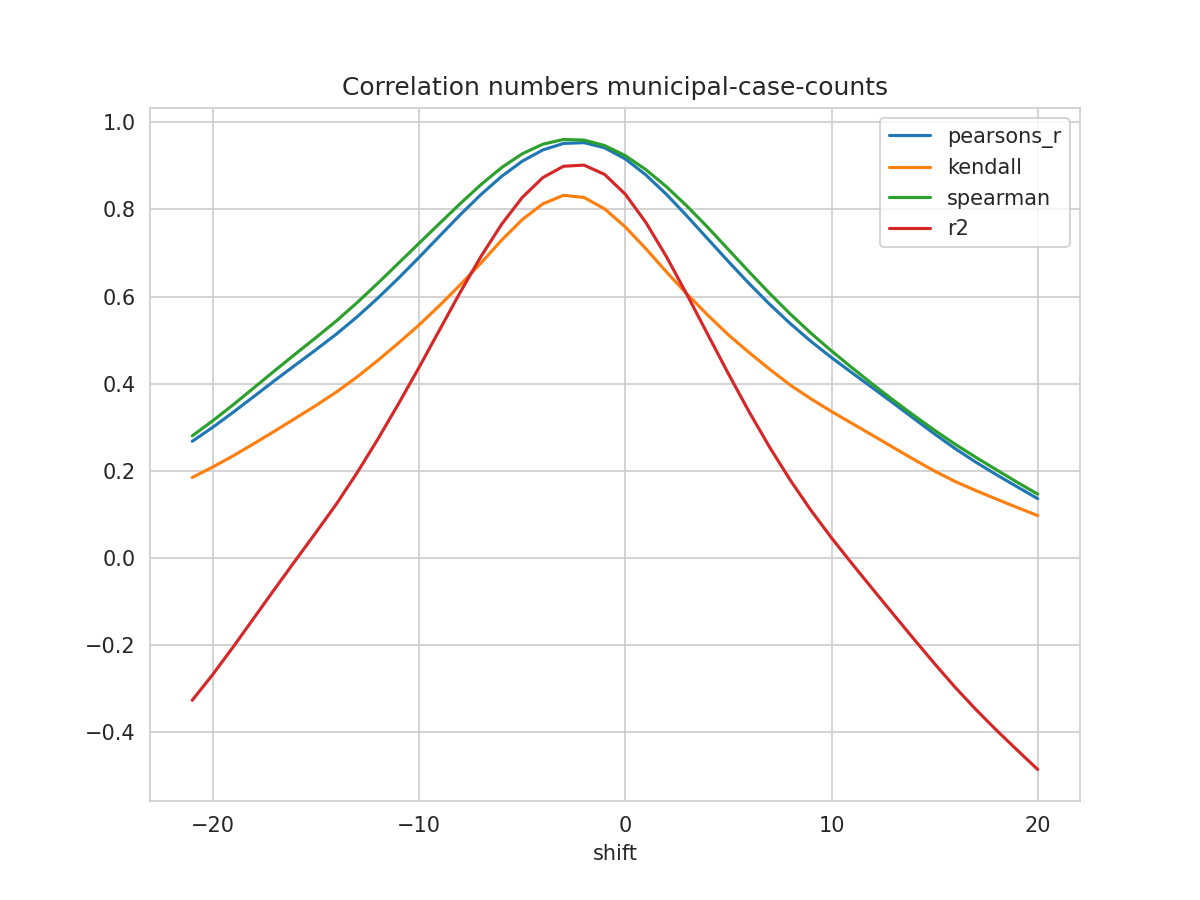 Correlation numbers municipal-case-counts
1.0
0.8
0.6
0.4
0.2
0.0
−0.2
−0.4
pearsons_r
kendall
spearman
r2
−20 −10 0 10 20
shift